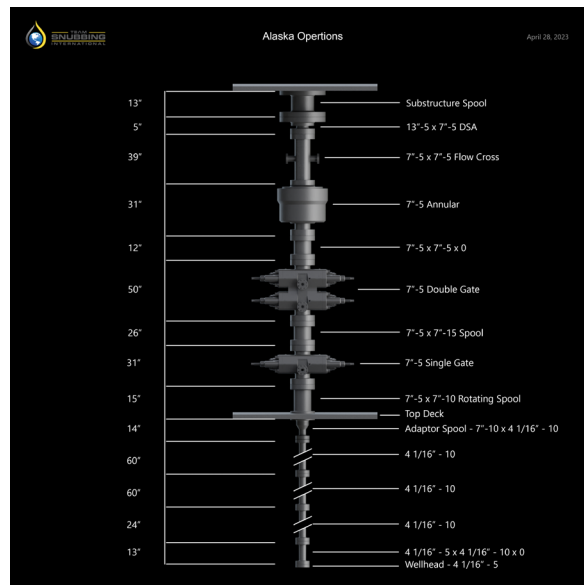 TEAM
SNUBBING
INTERNATIONAL
Alaska Opertions
April 28, 2023
13" Substructure Spool
5" 13"-5 x 7"-5 DSA
39" 7"-5 x 7"-5 Flow Cross
31" 7"-5 Annular
12" 7"-5 x 7"-5 x 0
50" 7"-5 Double Gate
26" 7"-5 x 7"-15 Spool
31" 7"-5 Single Gate
15" 7"-5 x 7"-10 Rotating Spool
Top Deck
14" Adaptor Spool - 7"-10 x 4 1/16" - 10
60" 4 1/16" - 10
60" 4 1/16" - 10
24" 4 1/16" - 10
13" 4 1/16" - 5 x 4 1/16" - 10 x 0
Wellhead - 4 1/16" - 5